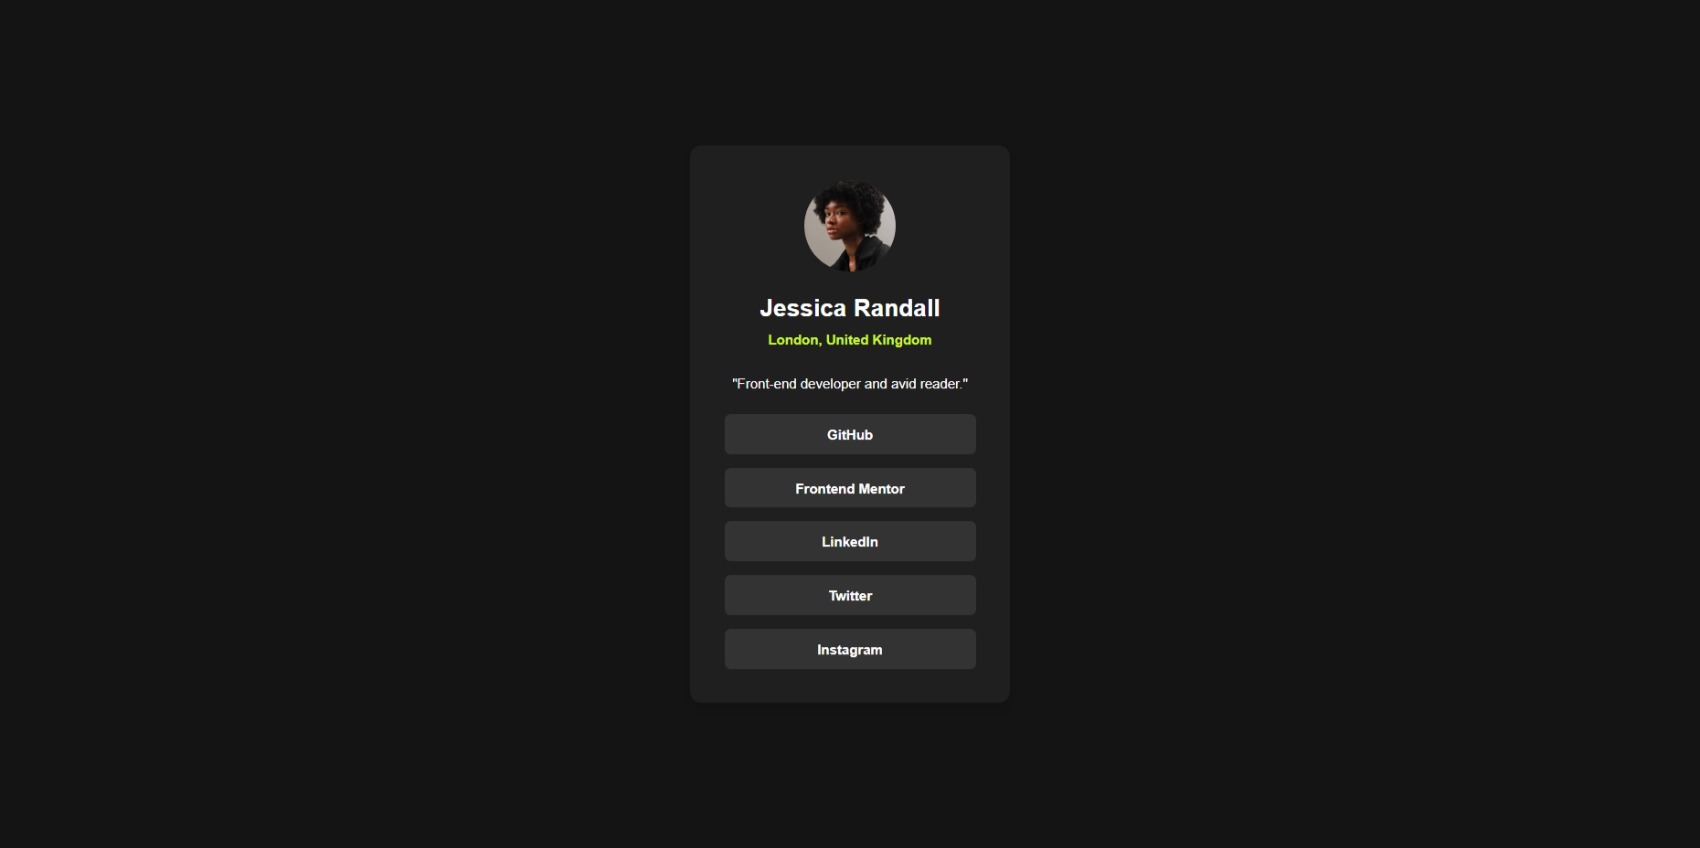 Jessica Randall
London, United Kingdom
"Front-end developer and avid reader."
GitHub
Frontend Mentor
LinkedIn
Twitter
Instagram